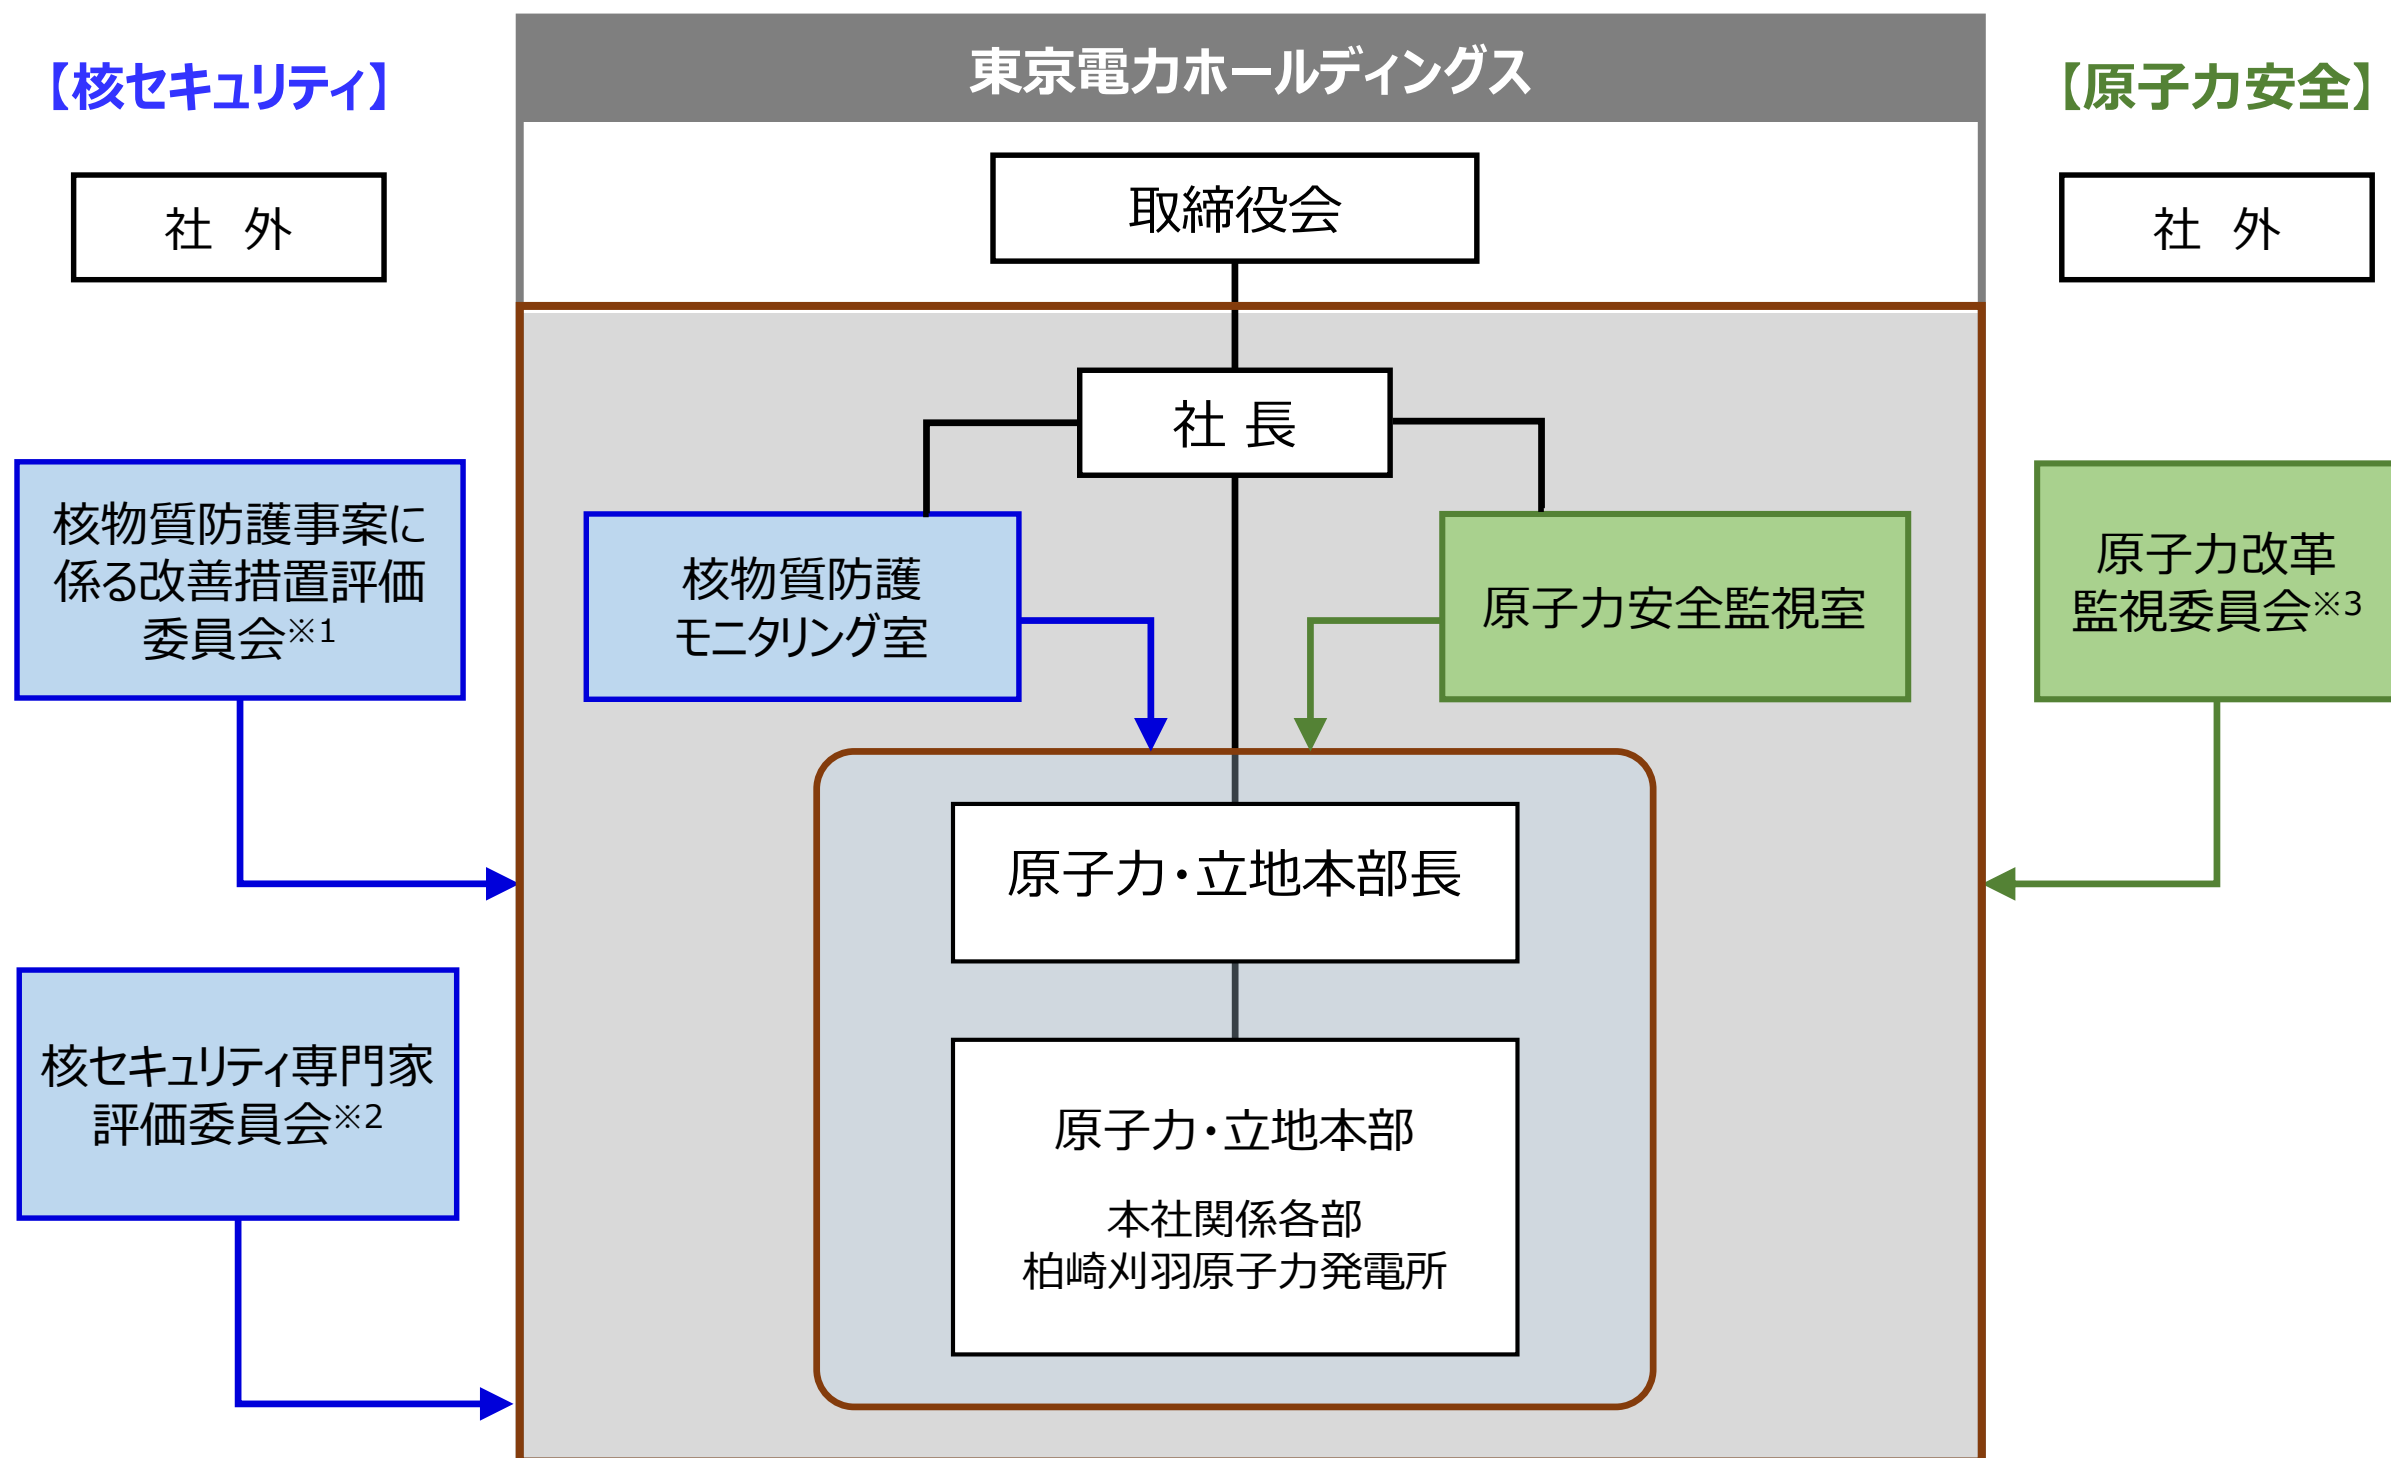 東京電力ホールディングス
【核セキュリティ】
【原子力安全】
社 外
取締役会
社 外
社 長
核物質防護事案に
係る改善措置評価
委員会※1
核物質防護
モニタリング室
原子力安全監視室
原子力改革
監視委員会※3
原子力・立地本部長
核セキュリティ専門家
評価委員会※2
原子力・立地本部
本社関係各部
柏崎刈羽原子力発電所